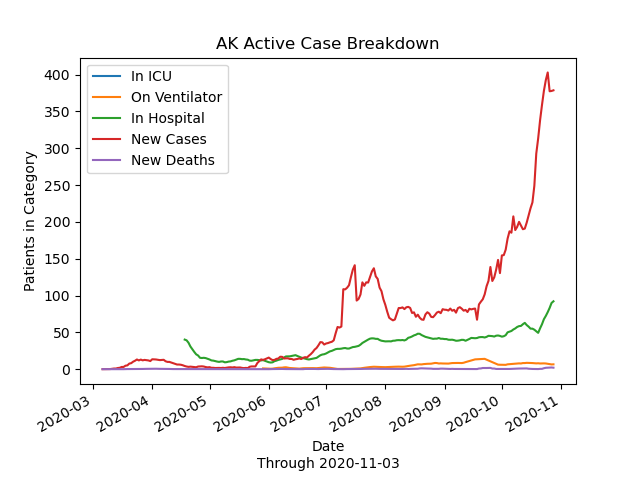 AK Active Case Breakdown
In ICU
On Ventilator
In Hospital
New Cases
New Deaths
Patients in Category
400
350
300
250
200
150
100
50
0
2020-03
2020-04
2020-05
2020-06
2020-07
2020-08
2020-09
2020-10
2020-11
Date
Through 2020-11-03